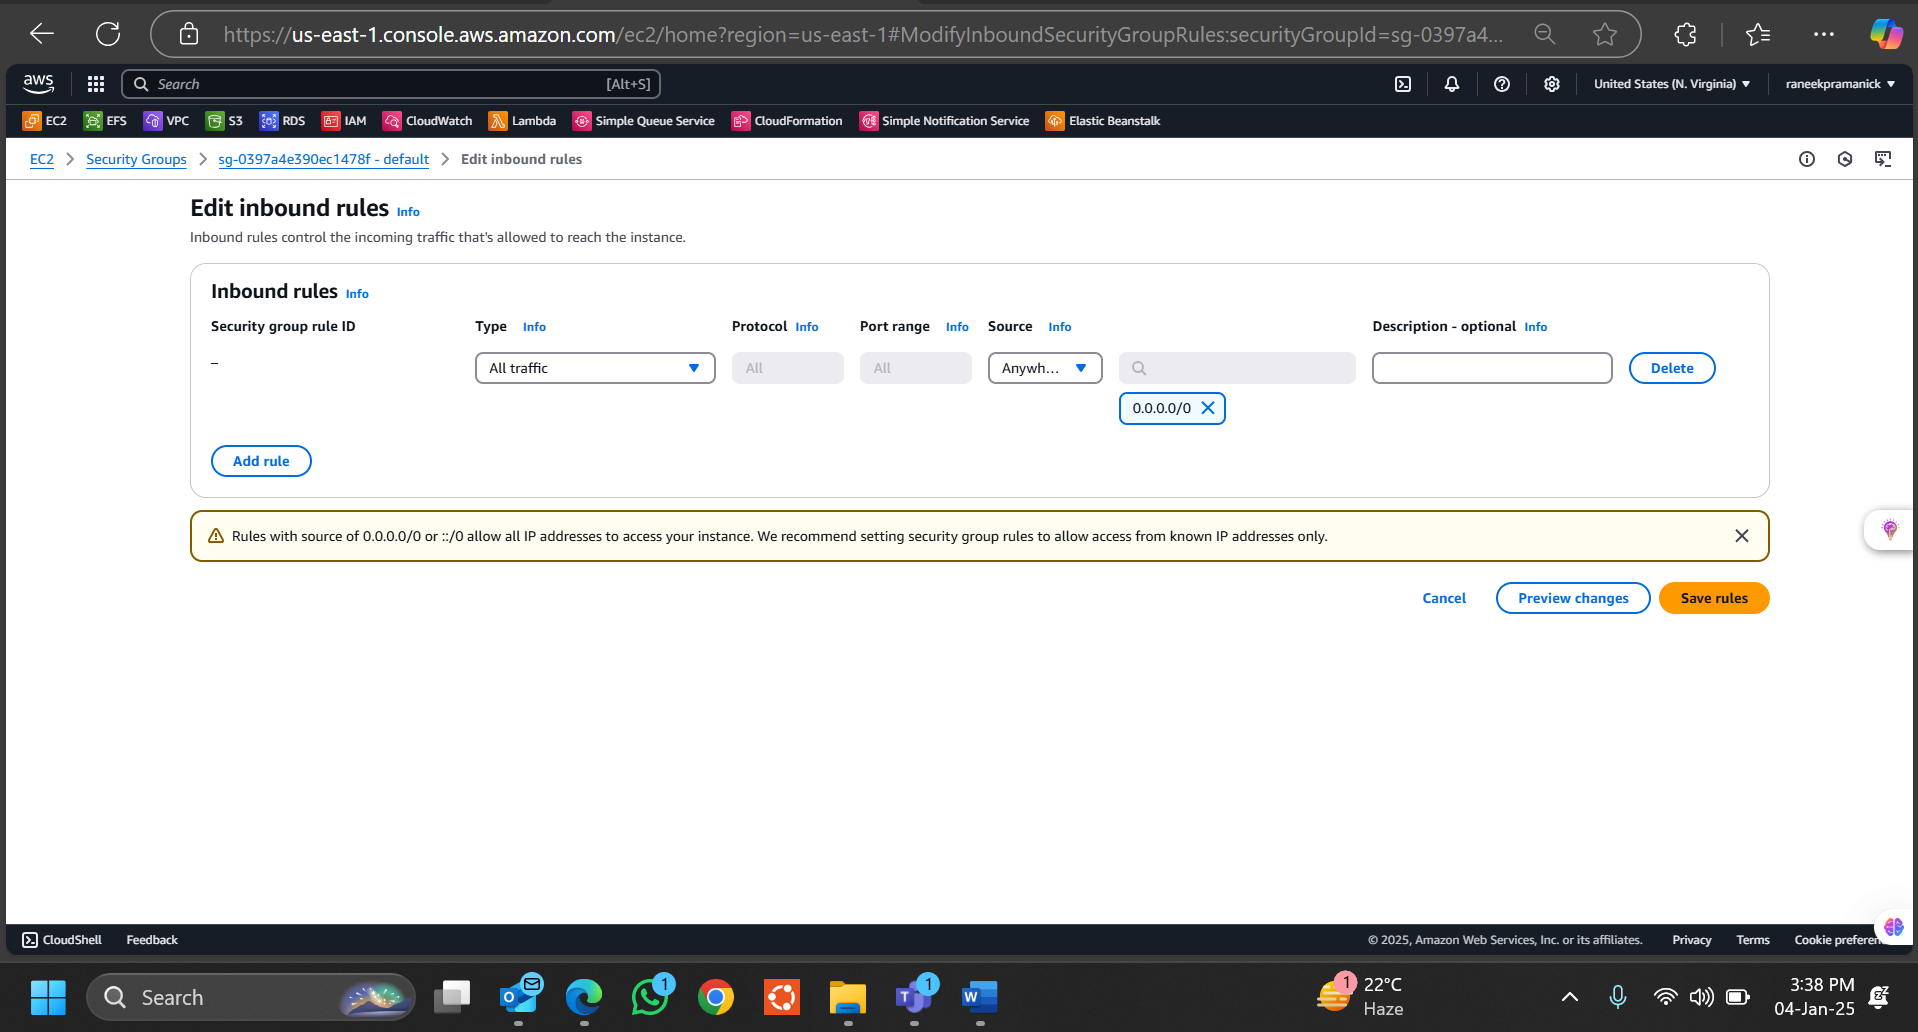 https://us-east-1.console.aws.amazon.com/ec2/home?region=us-east-1#ModifyInboundSecurityGroupRules:securityGroupId=sg-0397a4...
aws
Search [Alt+S]
United States (N. Virginia)
raneekpramanick
EC2 EFS VPC S3 RDS IAM CloudWatch Lambda Simple Queue Service CloudFormation Simple Notification Service Elastic Beanstalk
EC2 > Security Groups > sg-0397a4e390ec1478f - default > Edit inbound rules
Edit inbound rules Info
Inbound rules control the incoming traffic that's allowed to reach the instance.
Inbound rules Info
Security group rule ID Type Info Protocol Info Port range Info Source Info Description - optional Info
– All traffic All All Anywh... Delete
0.0.0.0/0
Add rule
Rules with source of 0.0.0.0/0 or ::/0 allow all IP addresses to access your instance. We recommend setting security group rules to allow access from known IP addresses only.
Cancel Preview changes Save rules
CloudShell Feedback © 2025, Amazon Web Services, Inc. or its affiliates. Privacy Terms Cookie preferen
Search
1
1
1
22°C
Haze
3:38 PM
04-Jan-25